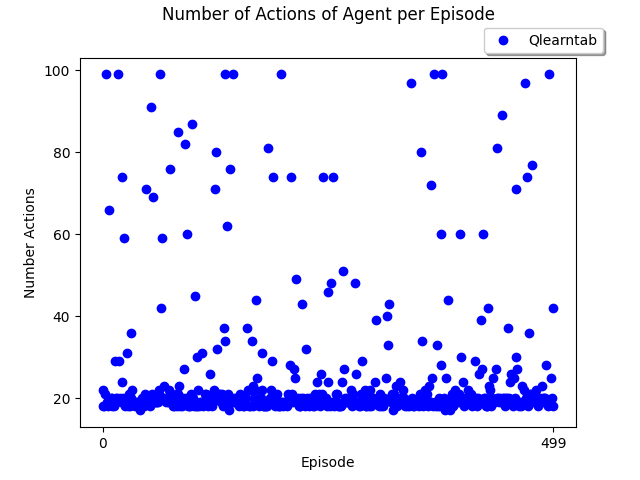 Number of Actions of Agent per Episode
Qlearntab
100
80
60
40
20
Number Actions
0
499
Episode